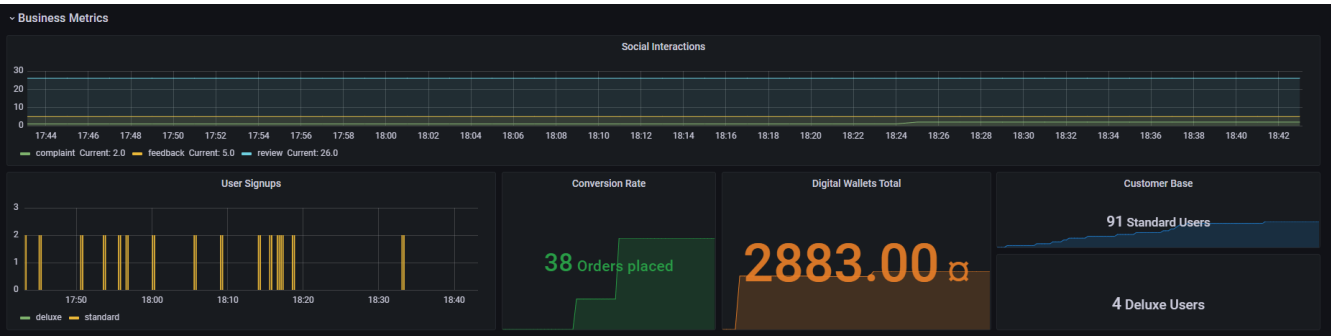 Business Metrics
Social Interactions
30
20
10
0
17:44 17:46 17:48 17:50 17:52 17:54 17:56 17:58 18:00 18:02 18:04 18:06 18:08 18:10 18:12 18:14 18:16 18:18 18:20 18:22 18:24 18:26 18:28 18:30 18:32 18:34 18:36 18:38 18:40 18:42
complaint Current: 2.0 feedback Current: 5.0 review Current: 26.0
User Signups
3
2
1
0
17:50 18:00 18:10 18:20 18:30 18:40
deluxe standard
Conversion Rate
38 Orders placed
Digital Wallets Total
2883.00 ¤
Customer Base
91 Standard Users
4 Deluxe Users